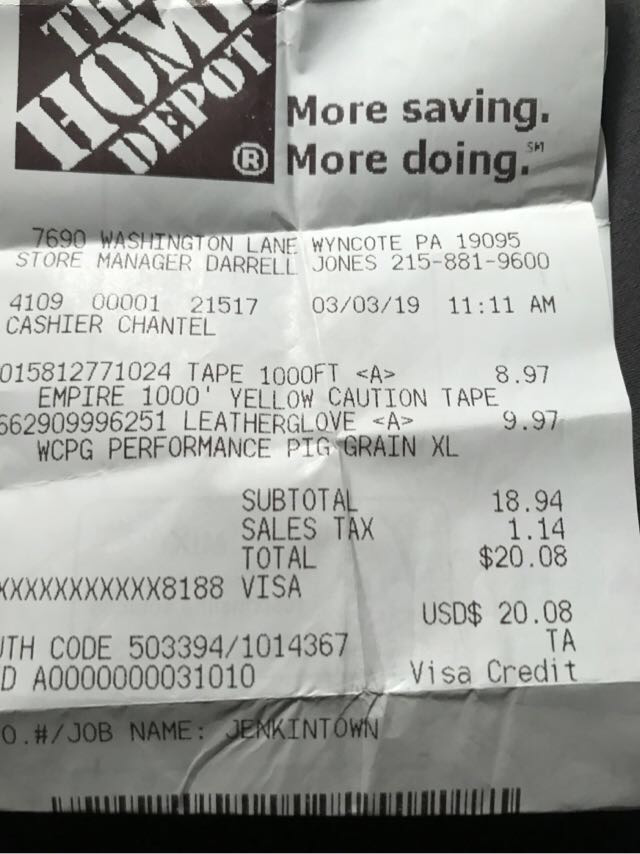 THE
HOME
DEPOT
®
More saving.
More doing.℠
7690 WASHINGTON LANE WYNCOTE PA 19095
STORE MANAGER DARRELL JONES 215-881-9600
4109 00001 21517 03/03/19 11:11 AM
CASHIER CHANTEL
015812771024 TAPE 1000FT <A> 8.97
EMPIRE 1000' YELLOW CAUTION TAPE
662909996251 LEATHERGLOVE <A> 9.97
WCPG PERFORMANCE PIG GRAIN XL
SUBTOTAL 18.94
SALES TAX 1.14
TOTAL $20.08
XXXXXXXXXXXX8188 VISA
USD$ 20.08
UTH CODE 503394/1014367 TA
D A0000000031010 Visa Credit
O.#/JOB NAME: JENKINTOWN